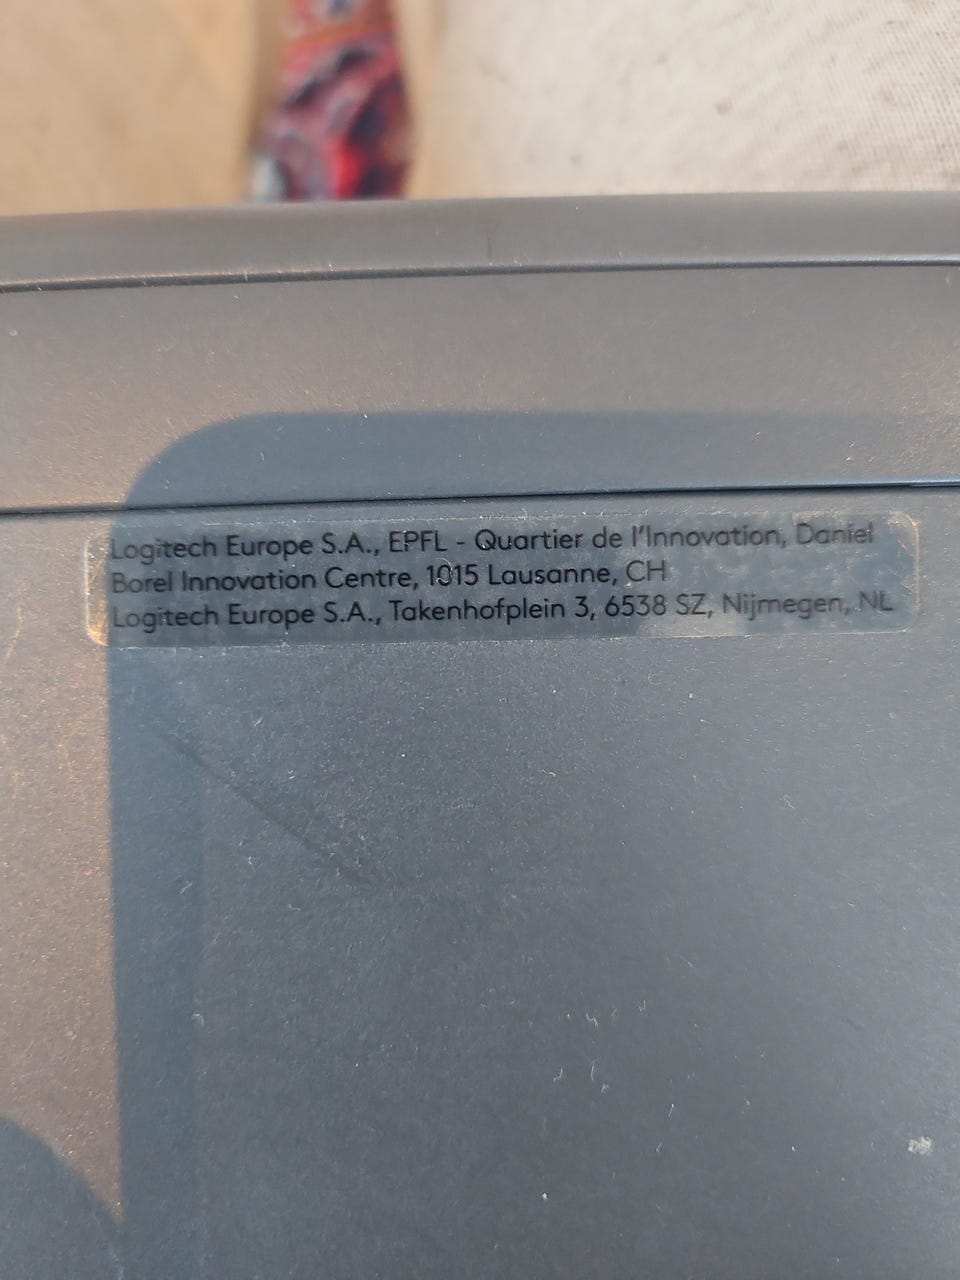 Logitech Europe S.A., EPFL - Quartier de l'Innovation, Daniel
Borel Innovation Centre, 1015 Lausanne, CH
Logitech Europe S.A., Takenhofplein 3, 6538 SZ, Nijmegen, NL